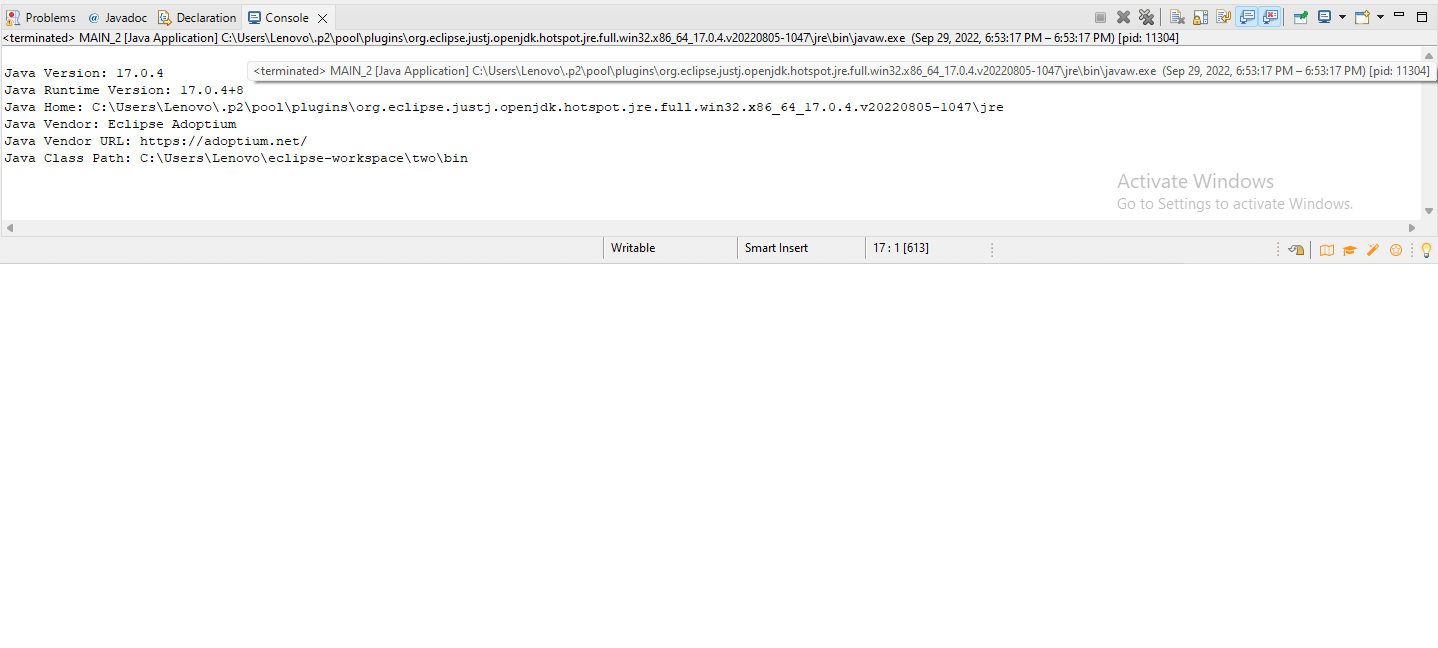 Problems @ Javadoc Declaration Console
<terminated> MAIN_2 [Java Application] C:\Users\Lenovo\.p2\pool\plugins\org.eclipse.justj.openjdk.hotspot.jre.full.win32.x86_64_17.0.4.v20220805-1047\jre\bin\javaw.exe (Sep 29, 2022, 6:53:17 PM – 6:53:17 PM) [pid: 11304]
<terminated> MAIN_2 [Java Application] C:\Users\Lenovo\.p2\pool\plugins\org.eclipse.justj.openjdk.hotspot.jre.full.win32.x86_64_17.0.4.v20220805-1047\jre\bin\javaw.exe (Sep 29, 2022, 6:53:17 PM – 6:53:17 PM) [pid: 11304]
Java Version: 17.0.4
Java Runtime Version: 17.0.4+8
Java Home: C:\Users\Lenovo\.p2\pool\plugins\org.eclipse.justj.openjdk.hotspot.jre.full.win32.x86_64_17.0.4.v20220805-1047\jre
Java Vendor: Eclipse Adoptium
Java Vendor URL: https://adoptium.net/
Java Class Path: C:\Users\Lenovo\eclipse-workspace\two\bin
Activate Windows
Go to Settings to activate Windows.
Writable Smart Insert 17 : 1 [613]